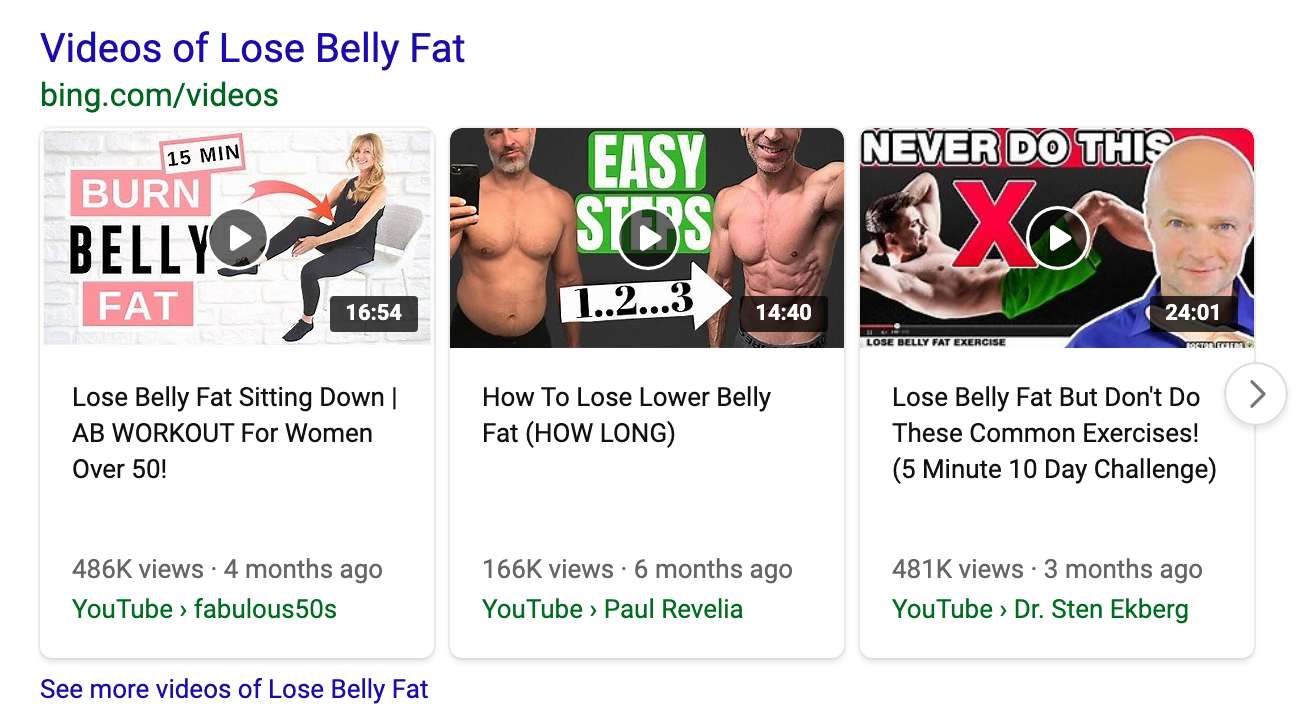 Videos of Lose Belly Fat
bing.com/videos
15 MIN
BURN
BELLY
FAT
16:54
EASY
STEPS
1..2...3
14:40
NEVER DO THIS
X
24:01
LOSE BELLY FAT EXERCISE
DOCTOR EKBERG
Lose Belly Fat Sitting Down |
AB WORKOUT For Women
Over 50!
486K views · 4 months ago
YouTube › fabulous50s
How To Lose Lower Belly
Fat (HOW LONG)
166K views · 6 months ago
YouTube › Paul Revelia
Lose Belly Fat But Don't Do
These Common Exercises!
(5 Minute 10 Day Challenge)
481K views · 3 months ago
YouTube › Dr. Sten Ekberg
See more videos of Lose Belly Fat